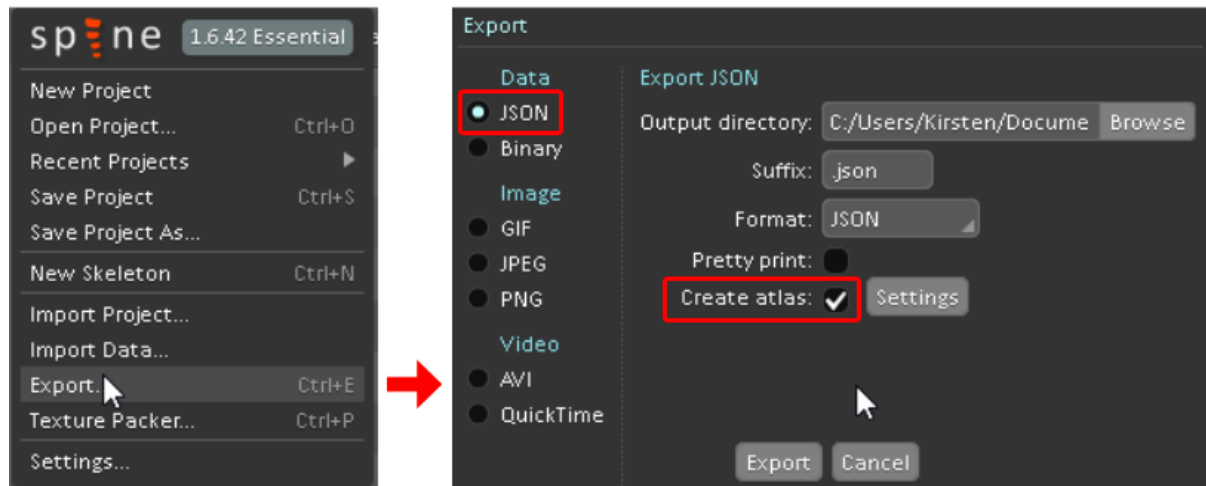 spine 1.6.42 Essential
New Project
Open Project... Ctrl+O
Recent Projects
Save Project Ctrl+S
Save Project As...
New Skeleton Ctrl+N
Import Project...
Import Data...
Export. Ctrl+E
Texture Packer... Ctrl+P
Settings...
Export
Data
JSON
Binary
Image
GIF
JPEG
PNG
Video
AVI
QuickTime
Export JSON
Output directory: C:/Users/Kirsten/Docume Browse
Suffix: .json
Format: JSON
Pretty print:
Create atlas: Settings
Export Cancel